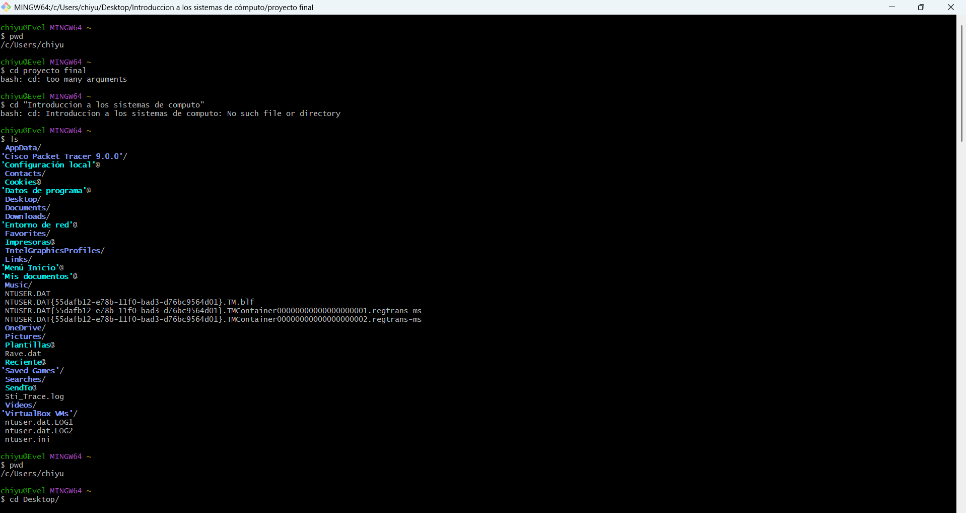 MINGW64:/c/Users/chiyu/Desktop/Introduccion a los sistemas de cómputo/proyecto final
chiyu@Evel MINGW64 ~
$ pwd
/c/Users/chiyu
chiyu@Evel MINGW64 ~
$ cd proyecto final
bash: cd: too many arguments
chiyu@Evel MINGW64 ~
$ cd "Introduccion a los sistemas de computo"
bash: cd: Introduccion a los sistemas de computo: No such file or directory
chiyu@Evel MINGW64 ~
$ ls
AppData/
'Cisco Packet Tracer 9.0.0'/
'Configuración local'@
Contacts/
Cookies@
'Datos de programa'@
Desktop/
Documents/
Downloads/
'Entorno de red'@
Favorites/
Impresoras@
IntelGraphicsProfiles/
Links/
'Menú Inicio'@
'Mis documentos'@
Music/
NTUSER.DAT
NTUSER.DAT{55dafb12-e78b-11f0-bad3-d76bc9564d01}.TM.blf
NTUSER.DAT{55dafb12-e78b-11f0-bad3-d76bc9564d01}.TMContainer00000000000000000001.regtrans-ms
NTUSER.DAT{55dafb12-e78b-11f0-bad3-d76bc9564d01}.TMContainer00000000000000000002.regtrans-ms
OneDrive/
Pictures/
Plantillas@
Rave.dat
Reciente@
'Saved Games'/
Searches/
SendTo@
Sti_Trace.log
Videos/
'VirtualBox VMs'/
ntuser.dat.LOG1
ntuser.dat.LOG2
ntuser.ini
chiyu@Evel MINGW64 ~
$ pwd
/c/Users/chiyu
chiyu@Evel MINGW64 ~
$ cd Desktop/